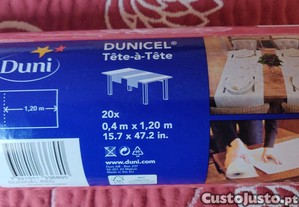 DUNICEL®
Duni
Tête-à-Tête
1,20 m
20x
0,4 m x 1,20 m
15.7 x 47.2 in.
www.duni.com
CustoJusto.pt